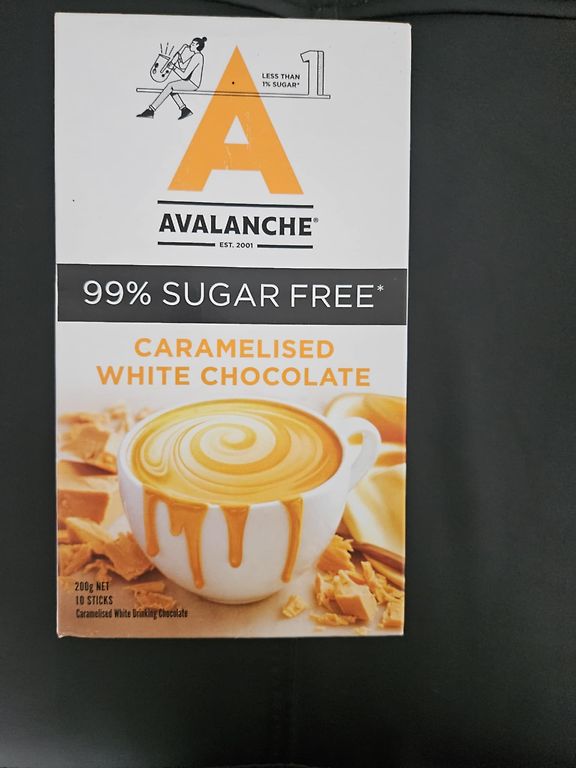 LESS THAN
1% SUGAR*
1
A
AVALANCHE®
EST. 2001
99% SUGAR FREE*
CARAMELISED
WHITE CHOCOLATE
200g NET
10 STICKS
Caramelised White Drinking Chocolate